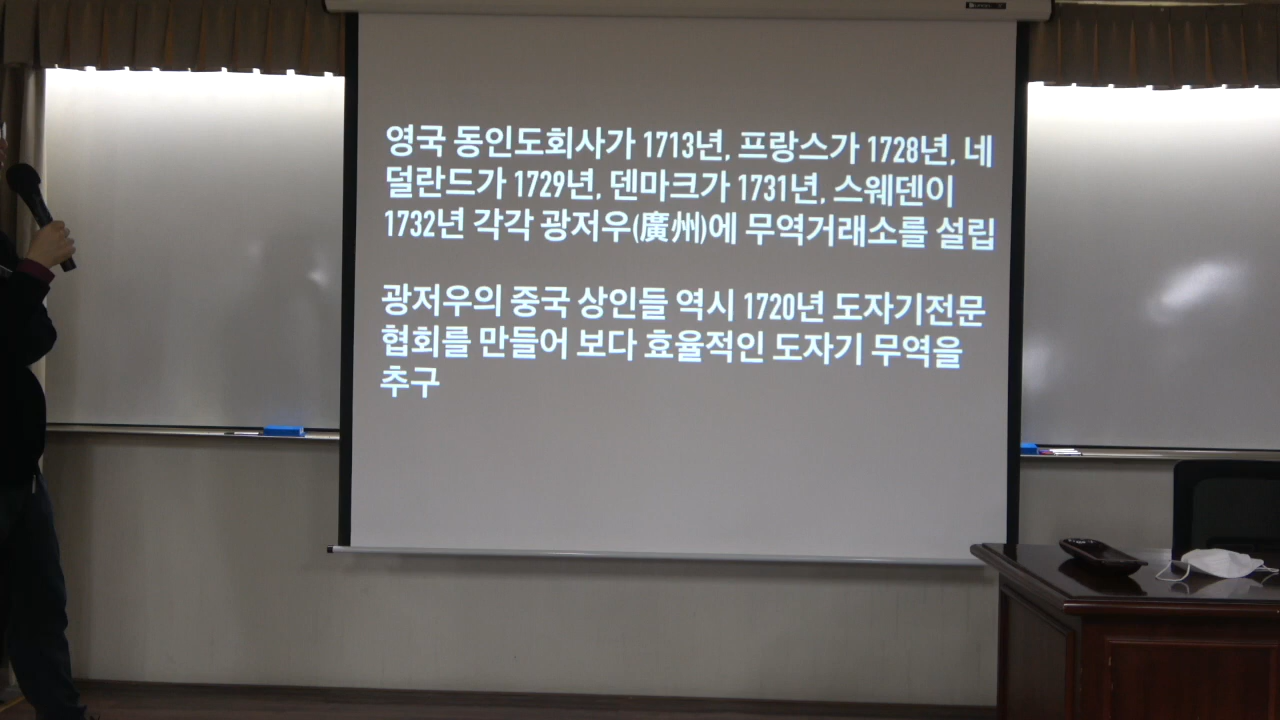 영국 동인도회사가 1713년, 프랑스가 1728년, 네
덜란드가 1729년, 덴마크가 1731년, 스웨덴이
1732년 각각 광저우(廣州)에 무역거래소를 설립
광저우의 중국 상인들 역시 1720년 도자기전문
협회를 만들어 보다 효율적인 도자기 무역을
추구